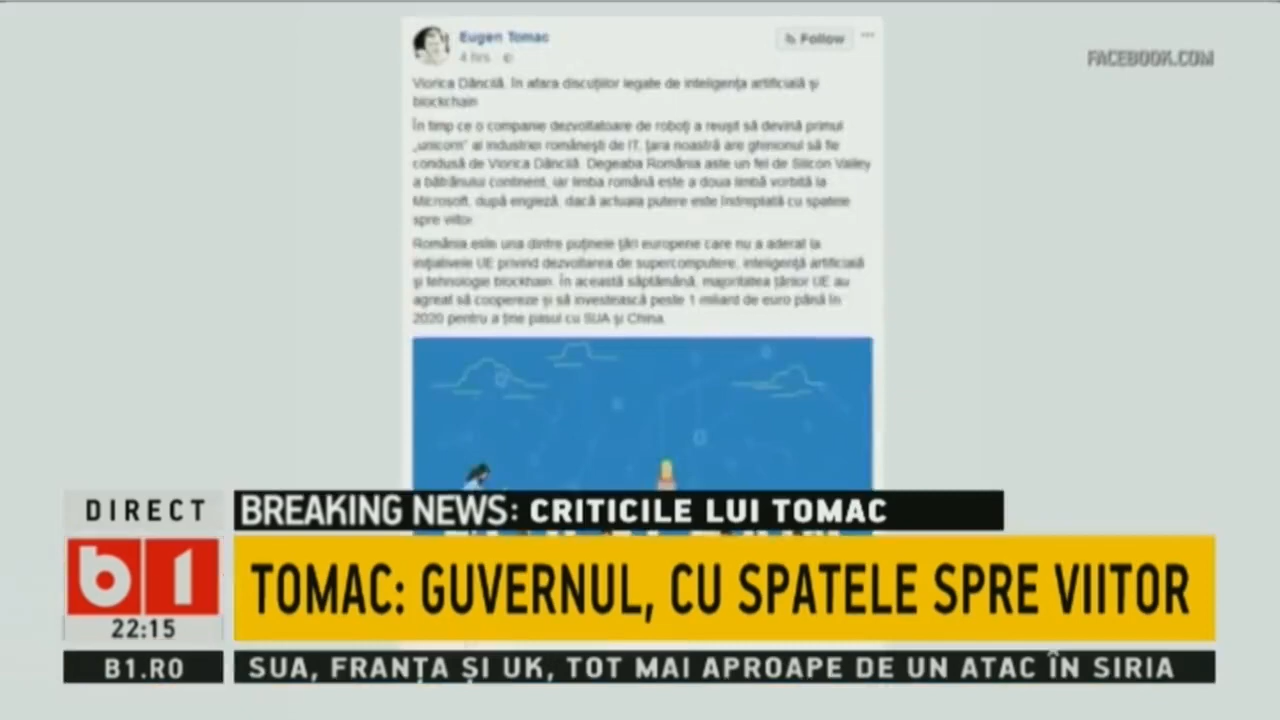 Eugen Tomac
4 hrs
Follow
FACEBOOK.COM
Viorica Dăncilă, în afara discuțiilor legate de inteligența artificială și
blockchain
În timp ce o companie dezvoltatoare de roboți a reușit să devină primul
„unicorn” al industriei românești de IT, țara noastră are ghinionul să fie
condusă de Viorica Dăncilă. Degeaba România este un fel de Silicon Valley
a bătrânului continent, iar limba română este a doua limbă vorbită la
Microsoft, după engleză, dacă actuala putere este îndreptată cu spatele
spre viitor.
România este una dintre puținele țări europene care nu a aderat la
inițiativele UE privind dezvoltarea de supercomputere, inteligență artificială
și tehnologie blockhain. În această săptămână, majoritatea țărilor UE au
agreat să coopereze și să investească peste 1 miliard de euro până în
2020 pentru a ține pasul cu SUA și China.
DIRECT
BREAKING NEWS: CRITICILE LUI TOMAC
b1
TOMAC: GUVERNUL, CU SPATELE SPRE VIITOR
22:15
B1.RO
SUA, FRANȚA ȘI UK, TOT MAI APROAPE DE UN ATAC ÎN SIRIA